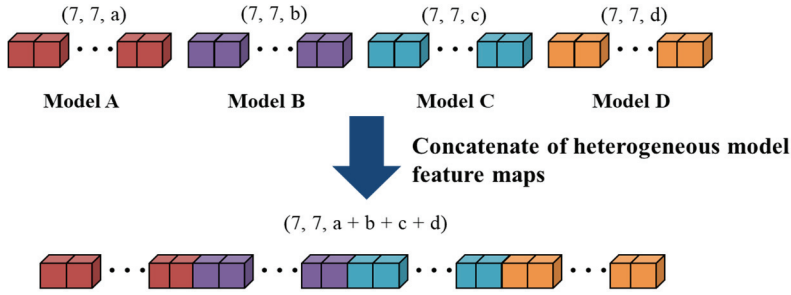 (7, 7, a)
(7, 7, b)
(7, 7, c)
(7, 7, d)
Model A
Model B
Model C
Model D
Concatenate of heterogeneous model
feature maps
(7, 7, a + b + c + d)